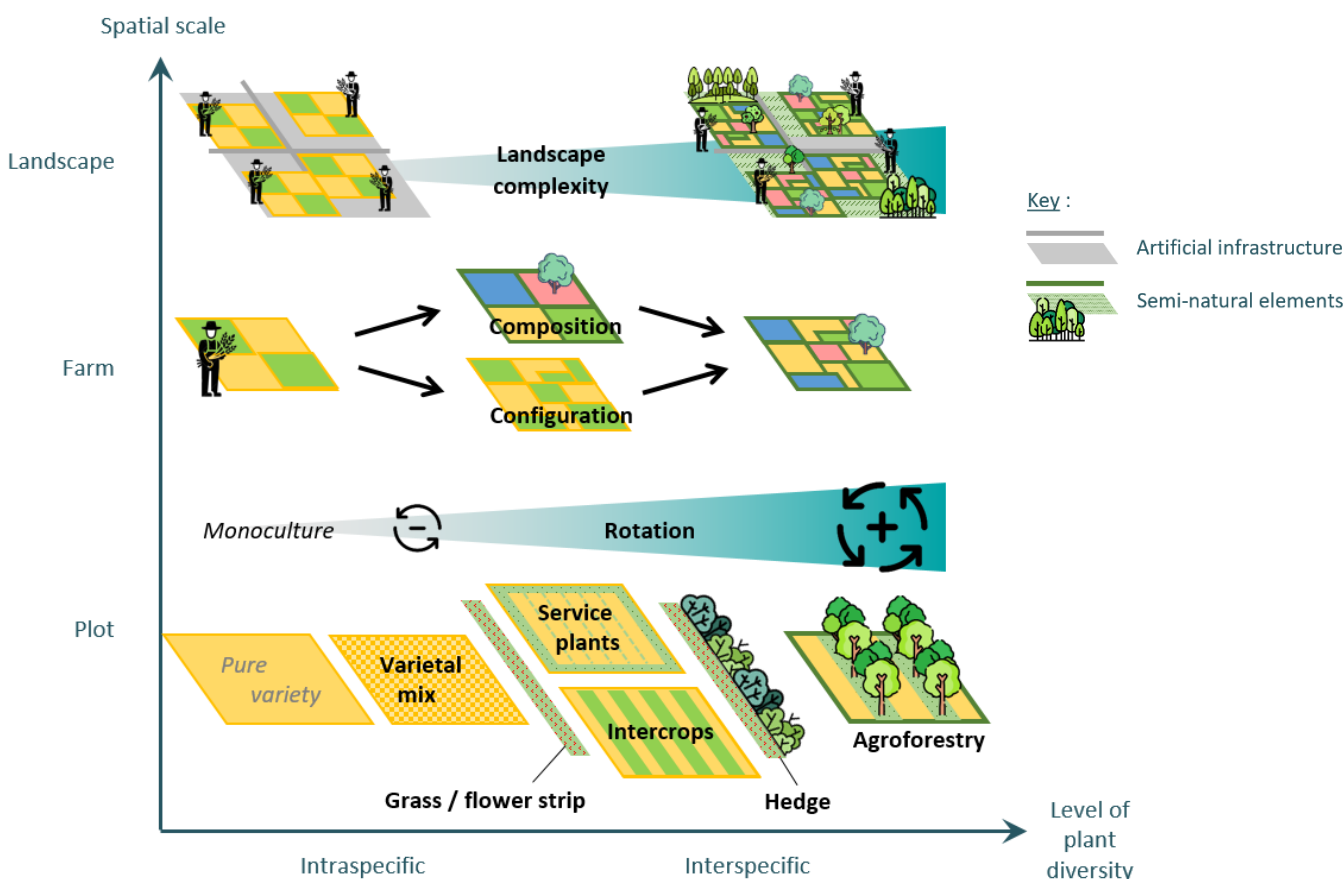 Spatial scale
Landscape
Landscape
complexity
Key :
Artificial infrastructure
Semi-natural elements
Farm
Composition
Configuration
Monoculture
-
Rotation
+
Plot
Pure
variety
Varietal
mix
Service
plants
Intercrops
Agroforestry
Grass / flower strip
Hedge
Level of
plant
diversity
Intraspecific
Interspecific